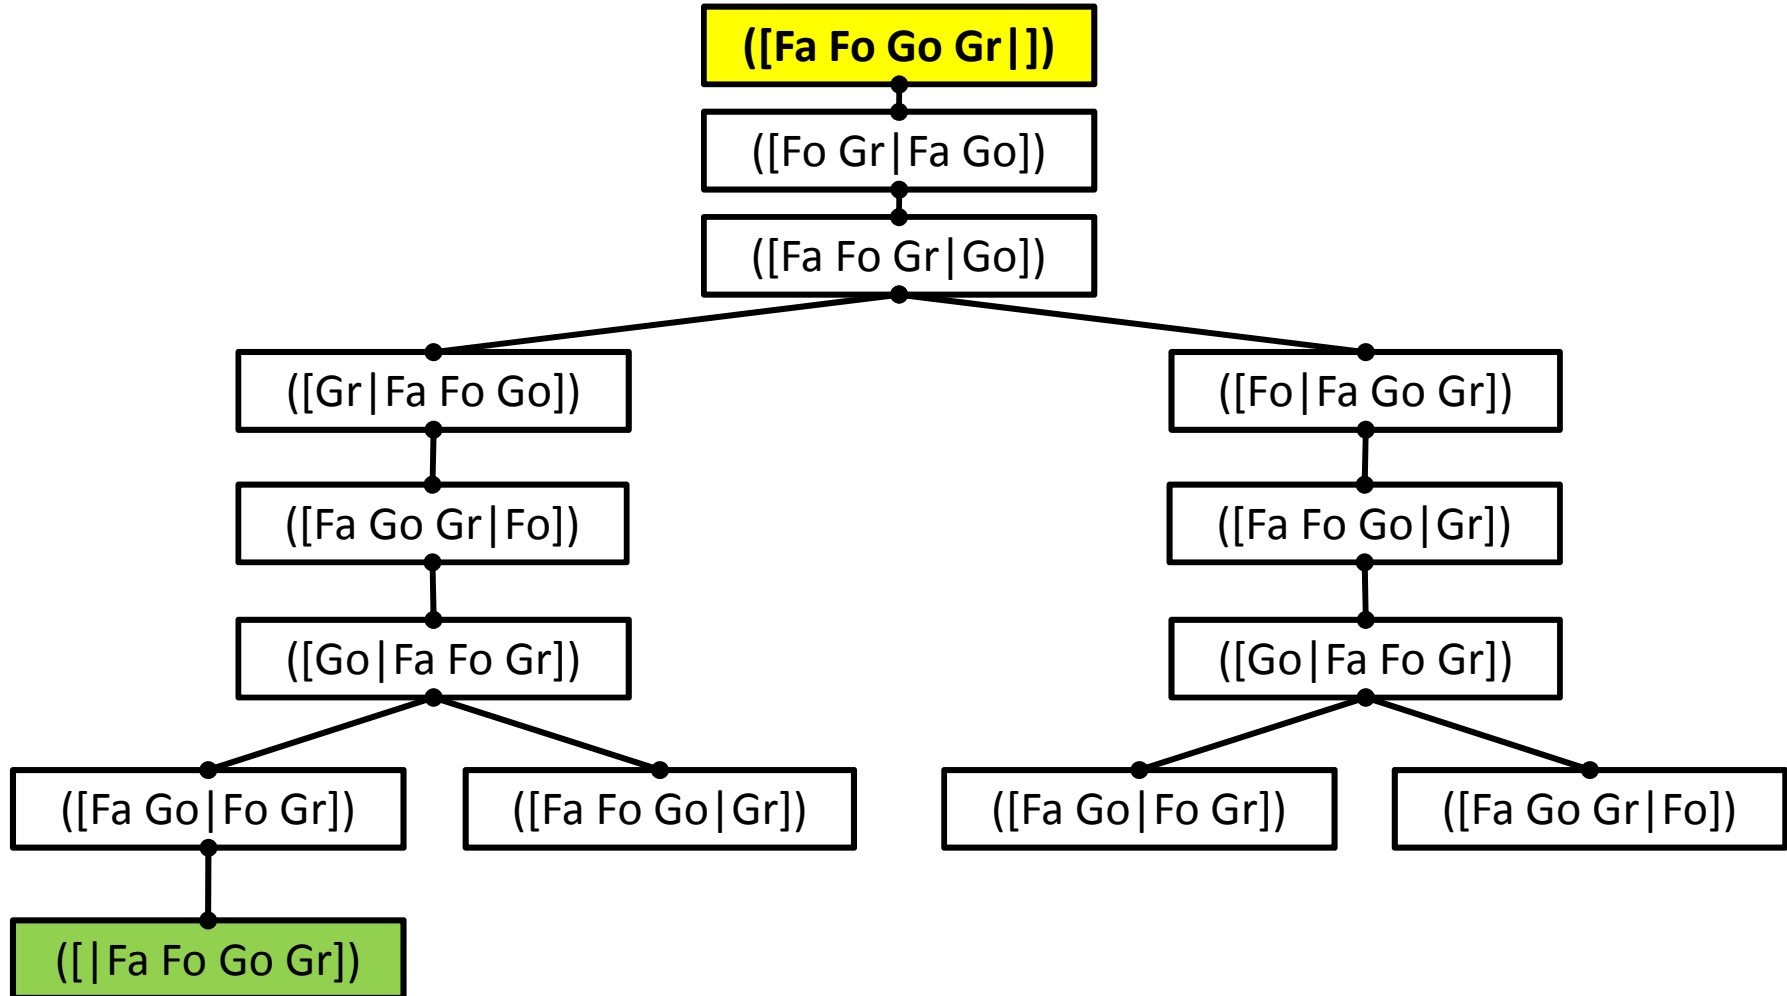 ([Fa Fo Go Gr|])
([Fo Gr|Fa Go])
([Fa Fo Gr|Go])
([Gr|Fa Fo Go])
([Fo|Fa Go Gr])
([Fa Go Gr|Fo])
([Fa Fo Go|Gr])
([Go|Fa Fo Gr])
([Go|Fa Fo Gr])
([Fa Go|Fo Gr])
([Fa Fo Go|Gr])
([Fa Go|Fo Gr])
([Fa Go Gr|Fo])
([|Fa Fo Go Gr])